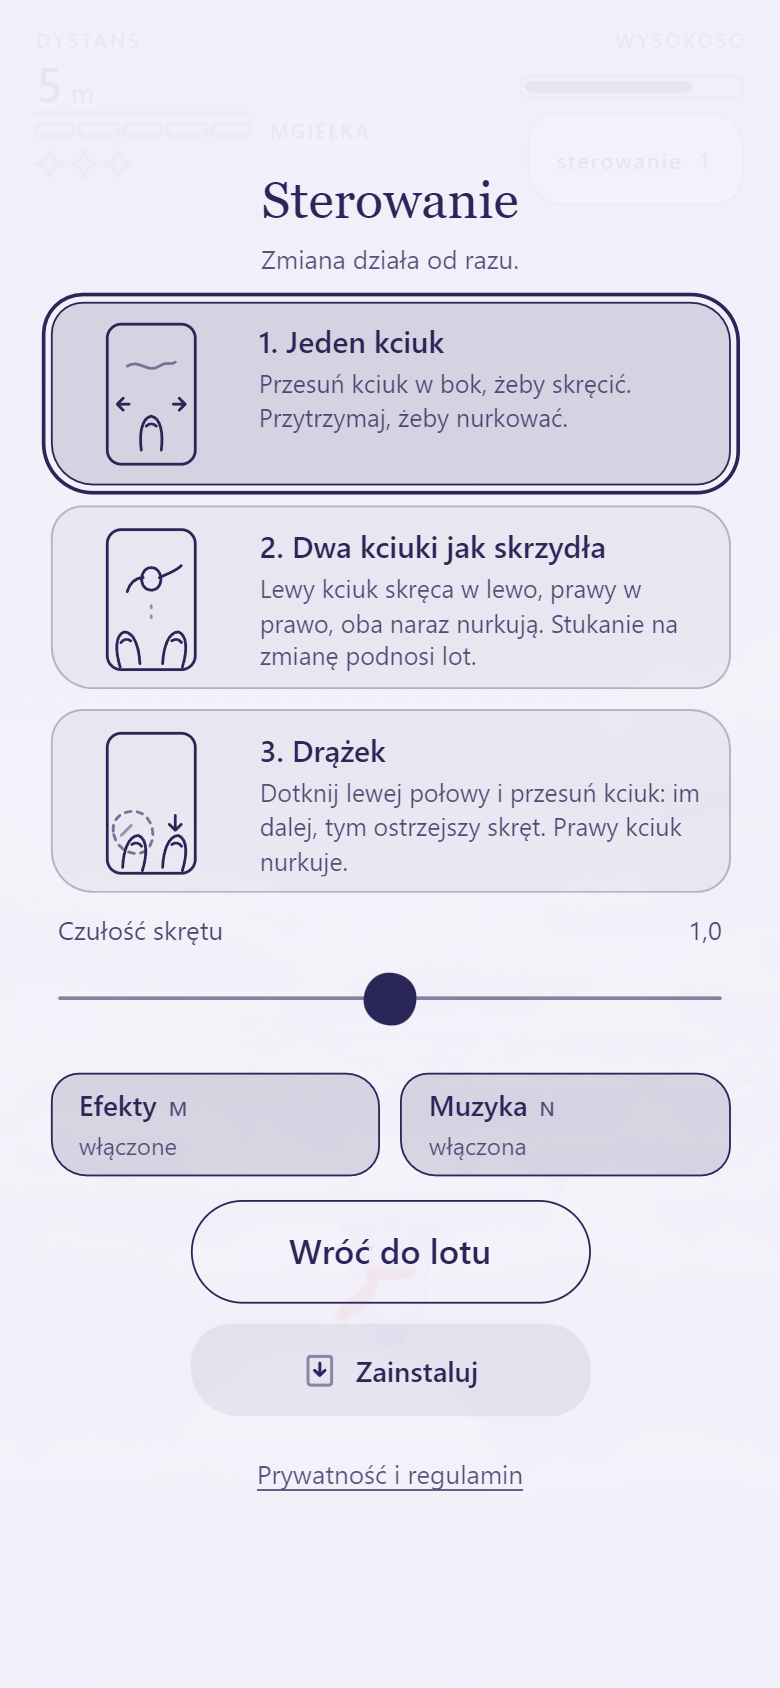 DYSTANS
WYSOKOŚĆ
5 m
MGIEŁKA
sterowanie 1
Sterowanie
Zmiana działa od razu.
1. Jeden kciuk
Przesuń kciuk w bok, żeby skręcić.
Przytrzymaj, żeby nurkować.
2. Dwa kciuki jak skrzydła
Lewy kciuk skręca w lewo, prawy w
prawo, oba naraz nurkują. Stukanie na
zmianę podnosi lot.
3. Drążek
Dotknij lewej połowy i przesuń kciuk: im
dalej, tym ostrzejszy skręt. Prawy kciuk
nurkuje.
Czułość skrętu 1,0
Efekty M
włączone
Muzyka N
włączona
Wróć do lotu
Zainstaluj
Prywatność i regulamin